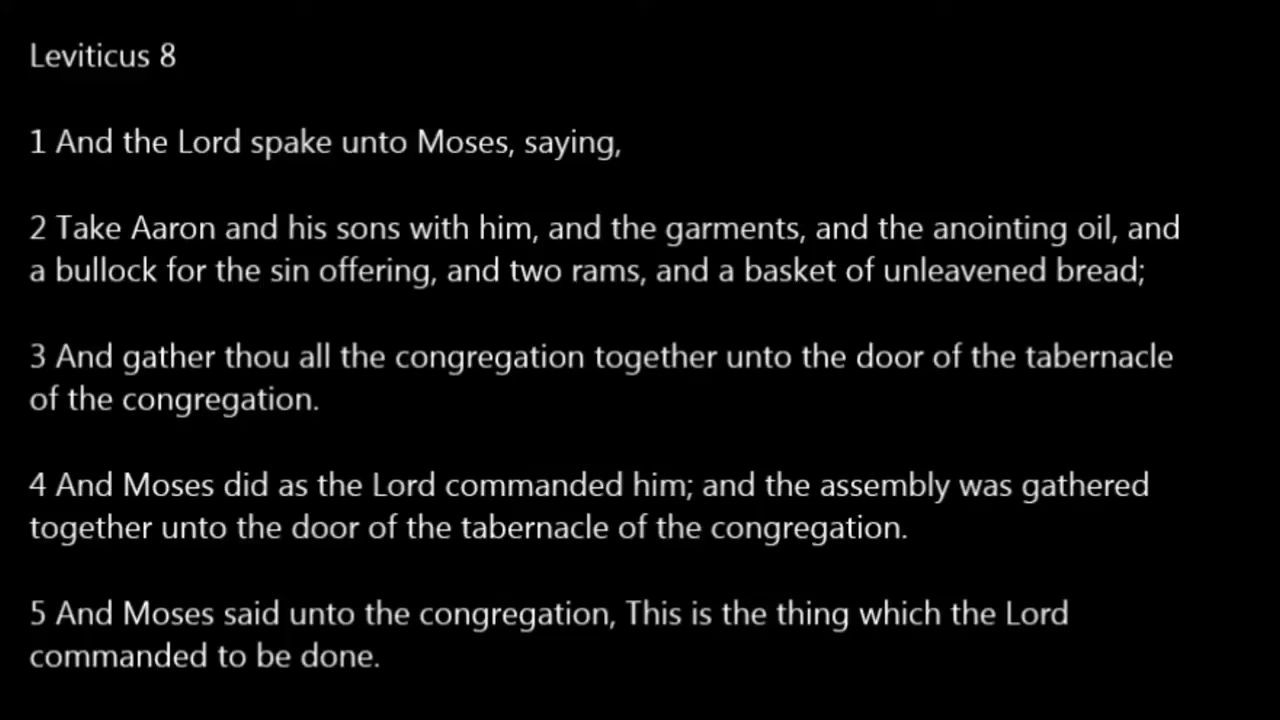 Leviticus 8
1 And the Lord spake unto Moses, saying,
2 Take Aaron and his sons with him, and the garments, and the anointing oil, and
a bullock for the sin offering, and two rams, and a basket of unleavened bread;
3 And gather thou all the congregation together unto the door of the tabernacle
of the congregation.
4 And Moses did as the Lord commanded him; and the assembly was gathered
together unto the door of the tabernacle of the congregation.
5 And Moses said unto the congregation, This is the thing which the Lord
commanded to be done.